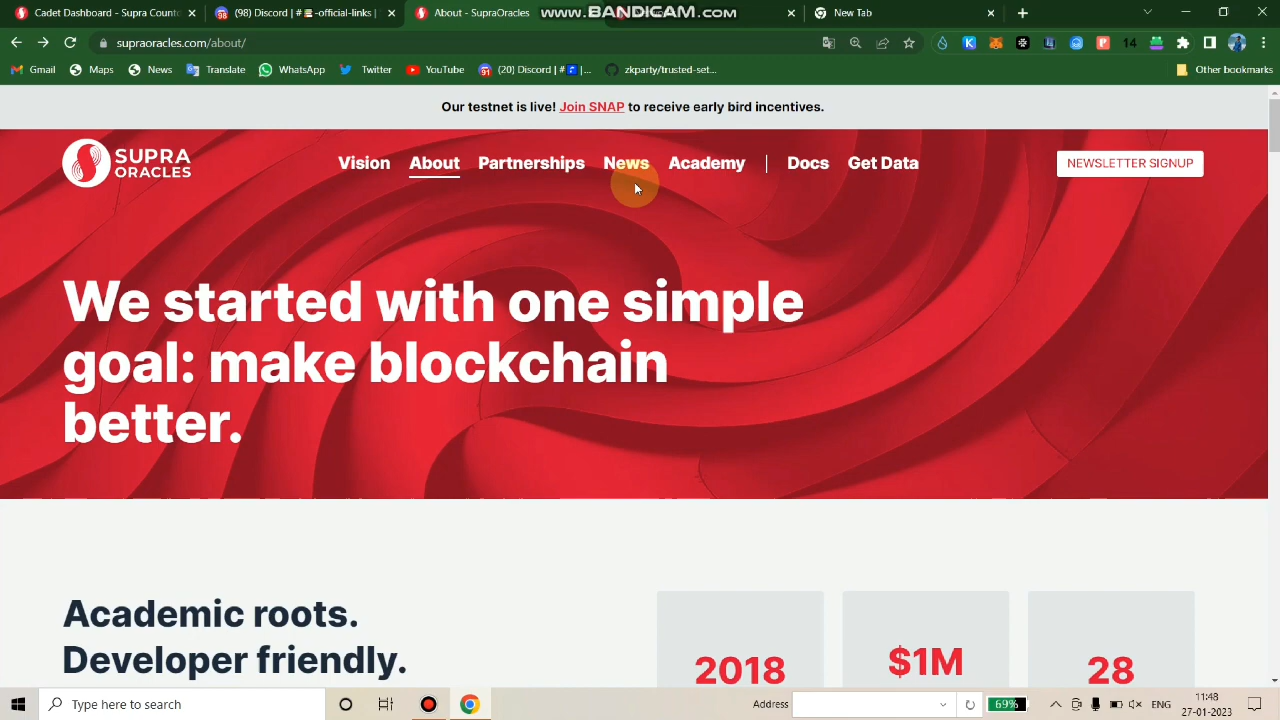 Cadet Dashboard - Supra Count
(98) Discord | #📒-official-links |
About - SupraOracles
WWW.BANDICAM.COM
New Tab
supraoracles.com/about/
14
Gmail
Maps
News
Translate
WhatsApp
Twitter
YouTube
(20) Discord | #🎵|...
zkparty/trusted-set...
Other bookmarks
Our testnet is live! Join SNAP to receive early bird incentives.
SUPRA
ORACLES
Vision About Partnerships News Academy | Docs Get Data
NEWSLETTER SIGNUP
We started with one simple
goal: make blockchain
better.
Academic roots.
Developer friendly.
2018
$1M
28
Type here to search
Address
69%
ENG
11:48
27-01-2023